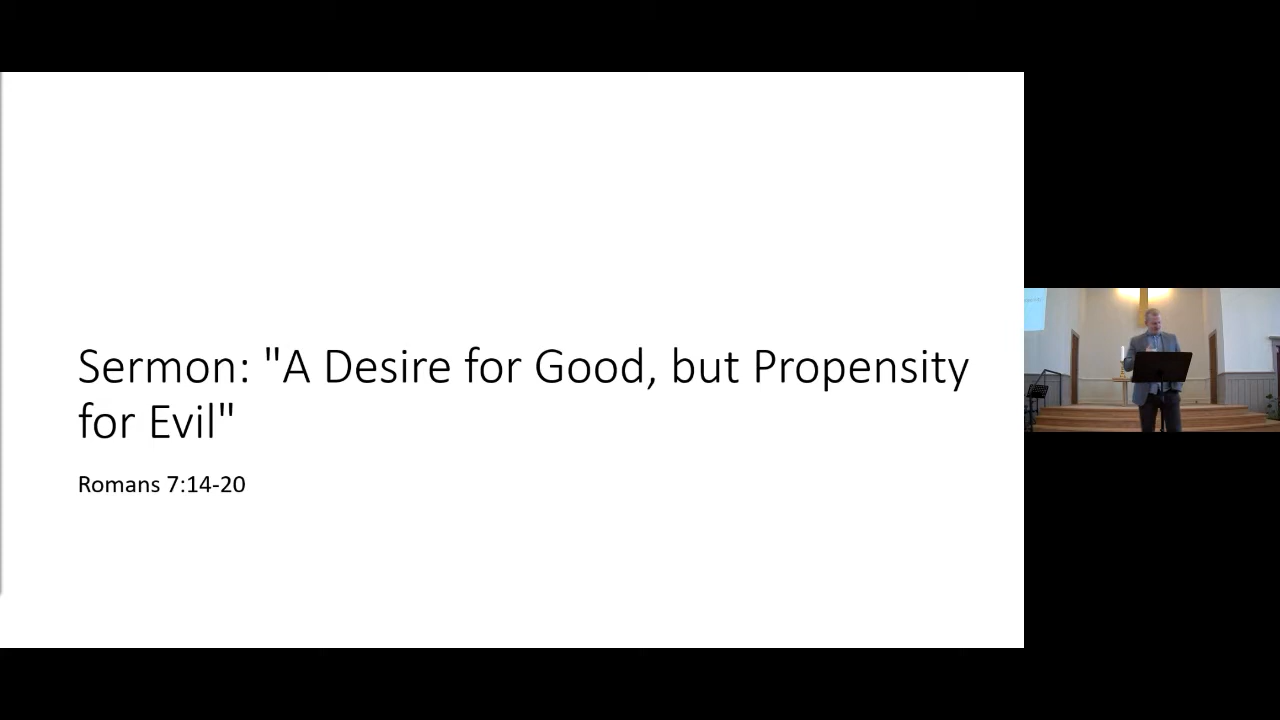 Sermon: "A Desire for Good, but Propensity
for Evil"
Romans 7:14-20